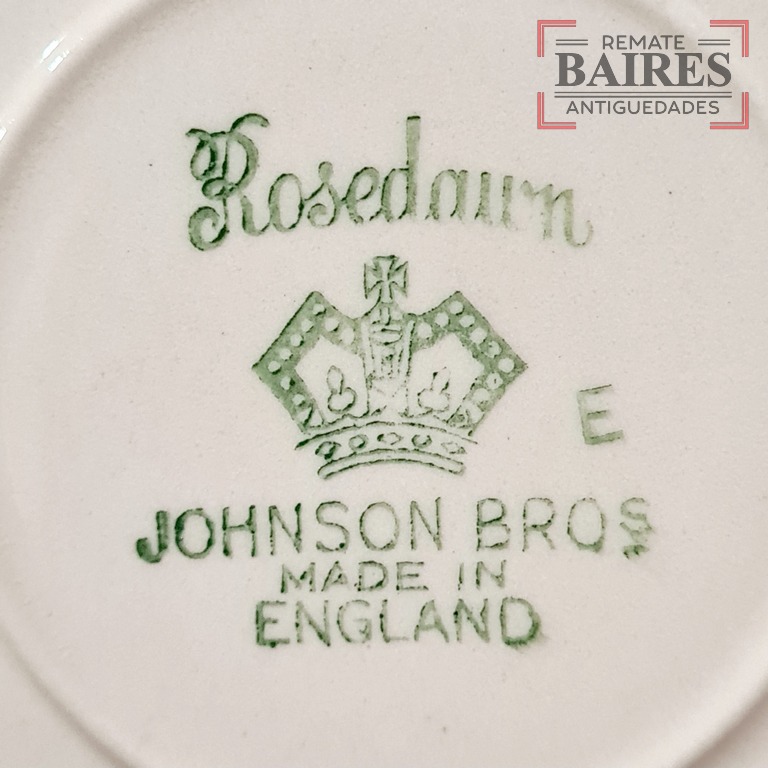 REMATE
BAIRES
ANTIGUEDADES
Rosedawn
E
JOHNSON BROS
MADE IN
ENGLAND